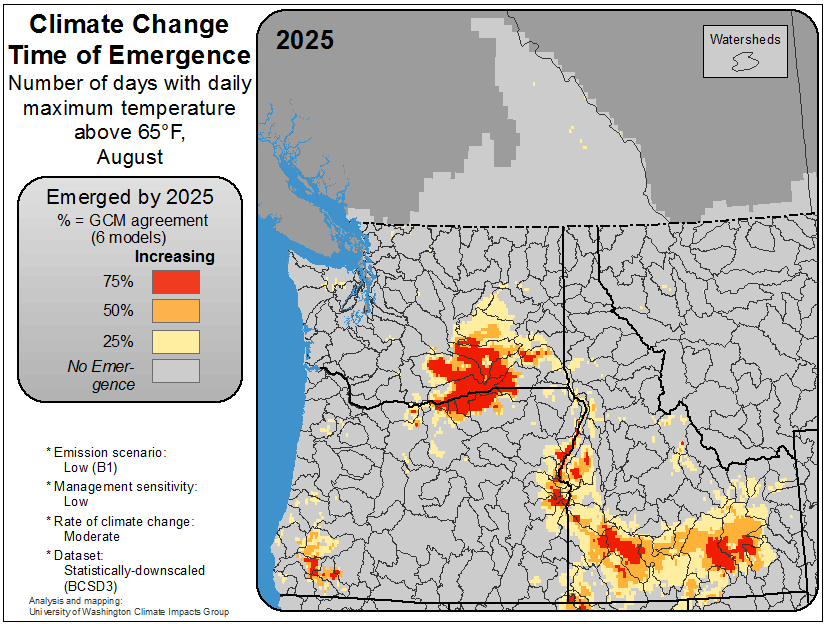 Climate Change
Time of Emergence
Number of days with daily
maximum temperature
above 65°F,
August
Emerged by 2025
% = GCM agreement
(6 models)
Increasing
75%
50%
25%
No Emer-
gence
* Emission scenario:
Low (B1)
* Management sensitivity:
Low
* Rate of climate change:
Moderate
* Dataset:
Statistically-downscaled
(BCSD3)
Analysis and mapping:
University of Washington Climate Impacts Group
2025
Watersheds